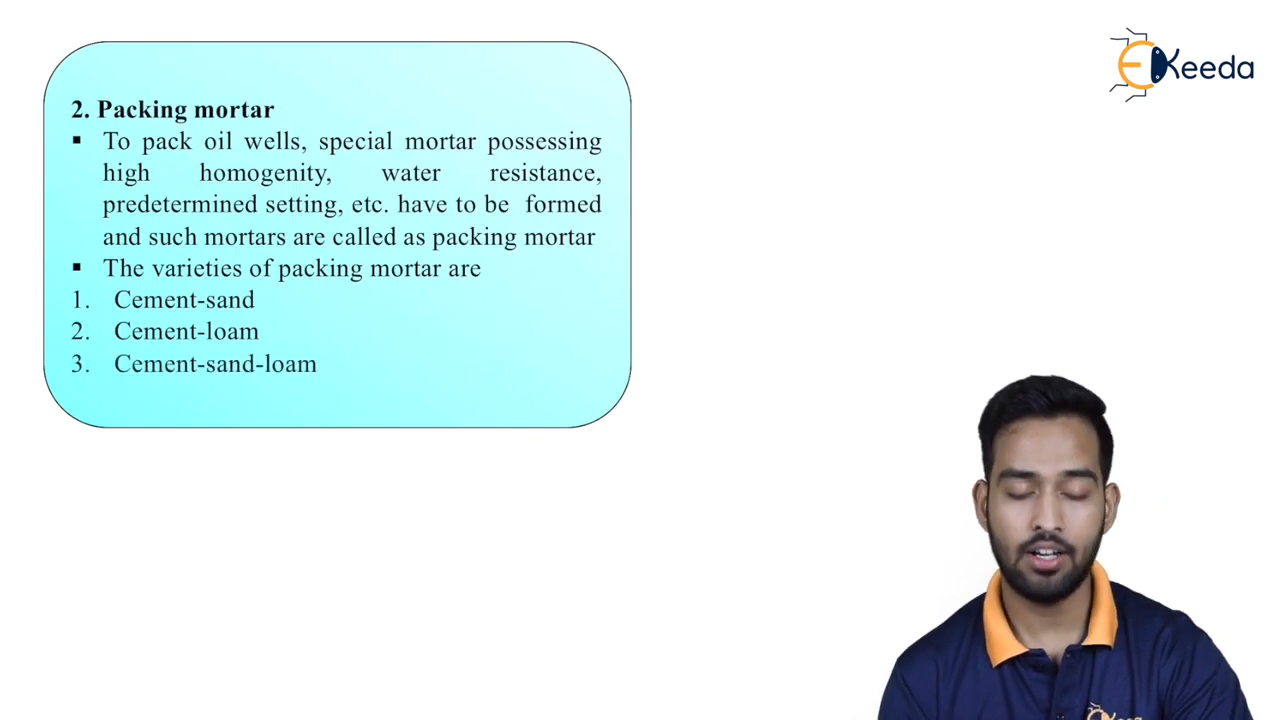 EKeeda
2. Packing mortar
▪ To pack oil wells, special mortar possessing
high homogenity, water resistance,
predetermined setting, etc. have to be formed
and such mortars are called as packing mortar
▪ The varieties of packing mortar are
1. Cement-sand
2. Cement-loam
3. Cement-sand-loam